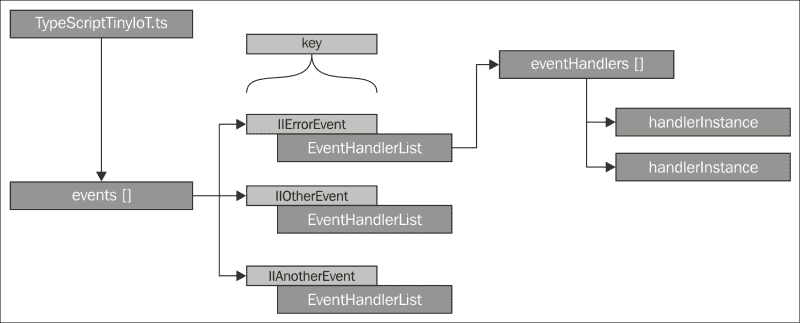 TypeScriptTinyIoT.ts
key
eventHandlers []
IIErrorEvent
EventHandlerList
handlerInstance
handlerInstance
events []
IIOtherEvent
EventHandlerList
IIAnotherEvent
EventHandlerList